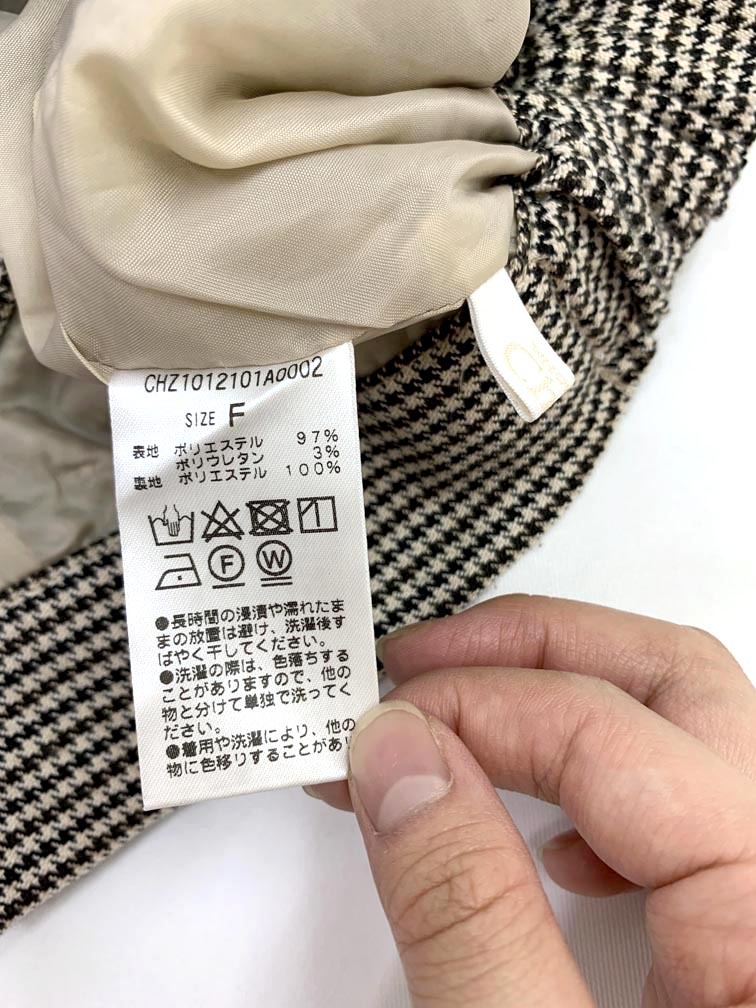 CHZ1012101A0002
SIZE F
表地 ポリエステル 97%
ポリウレタン 3%
裏地 ポリエステル 100%
F W
●長時間の浸漬や濡れたま
まの放置は避け、洗濯後す
ばやく干してください。
●洗濯の際は、色落ちする
ことがありますので、他の
物と分けて単独で洗ってく
ださい。
●着用や洗濯により、他の
物に色移りすることがあり
CH